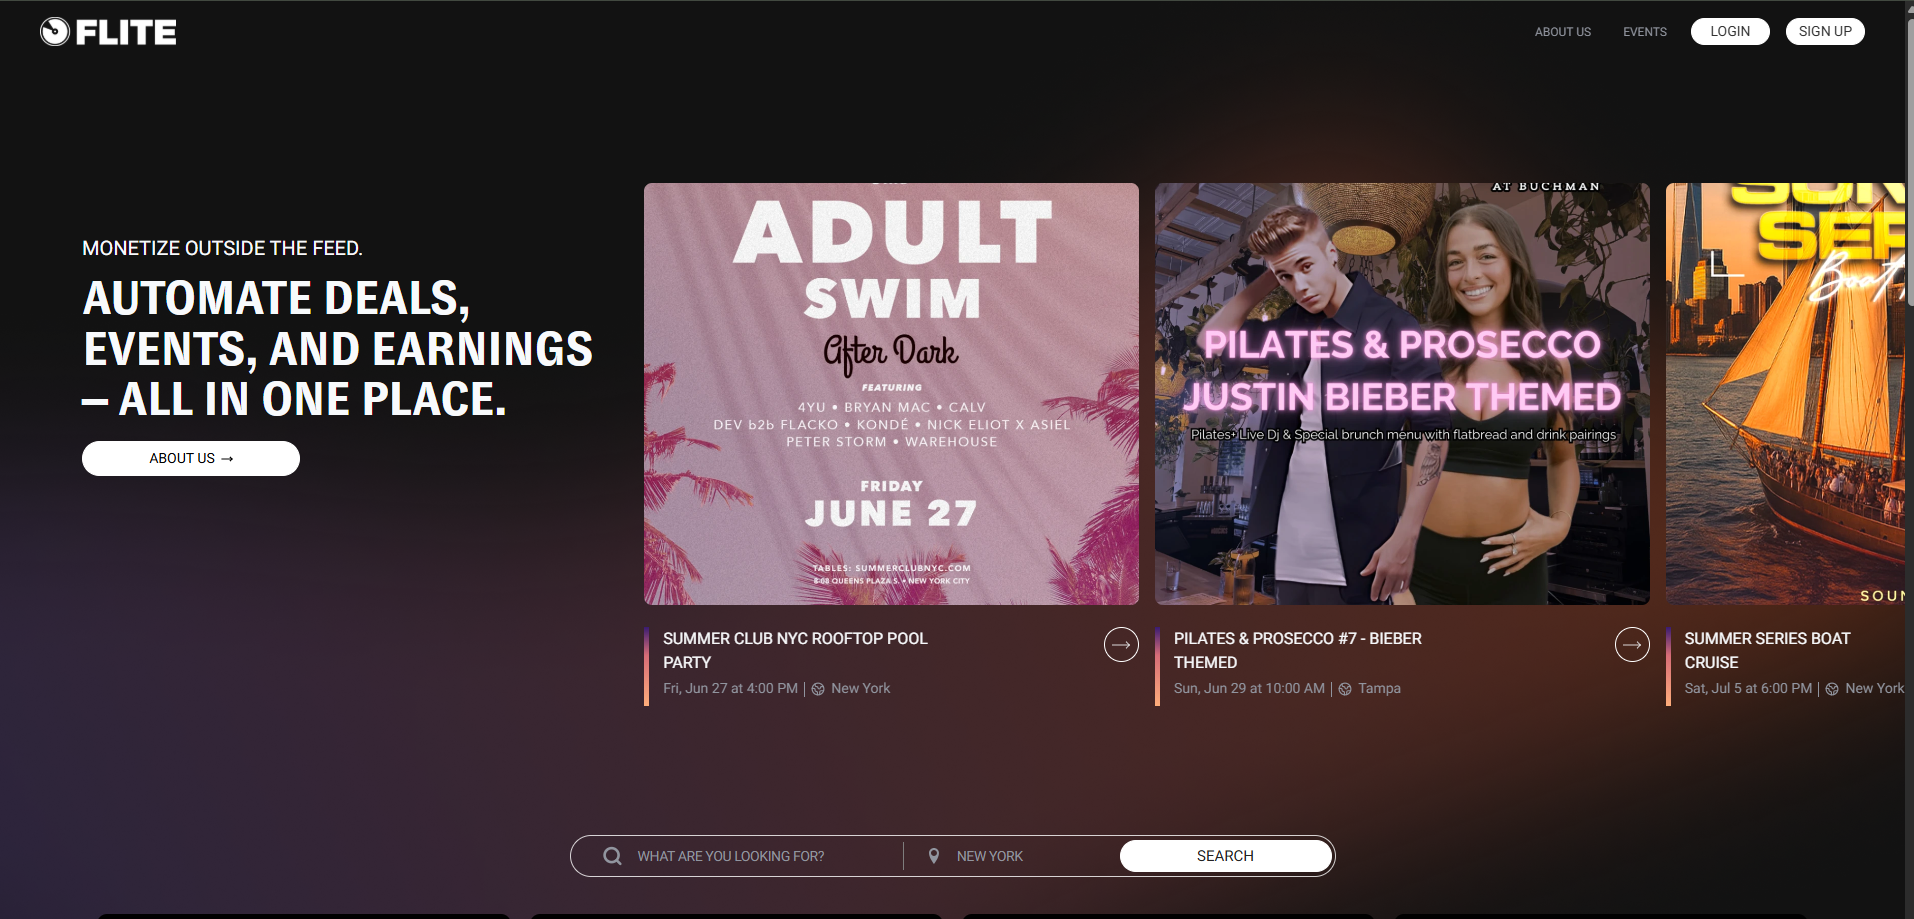 FLITE
ABOUT US
EVENTS
LOGIN
SIGN UP
MONETIZE OUTSIDE THE FEED.
AUTOMATE DEALS,
EVENTS, AND EARNINGS
– ALL IN ONE PLACE.
ABOUT US →
ADULT
SWIM
After Dark
FEATURING
4YU • BRYAN MAC • CALV
DEV b2b FLACKO • KONDÉ • NICK ELIOT X ASIEL
PETER STORM • WAREHOUSE
FRIDAY
JUNE 27
TABLES: SUMMERCLUBNYC.COM
8-08 QUEENS PLAZA S. • NEW YORK CITY
SUMMER CLUB NYC ROOFTOP POOL
PARTY
Fri, Jun 27 at 4:00 PM | New York
AT BUCHMAN
PILATES & PROSECCO
JUSTIN BIEBER THEMED
Pilates+ Live Dj & Special brunch menu with flatbread and drink pairings
PILATES & PROSECCO #7 - BIEBER
THEMED
Sun, Jun 29 at 10:00 AM | Tampa
SER
Boat
SOUN
SUMMER SERIES BOAT
CRUISE
Sat, Jul 5 at 6:00 PM | New York
WHAT ARE YOU LOOKING FOR?
NEW YORK
SEARCH